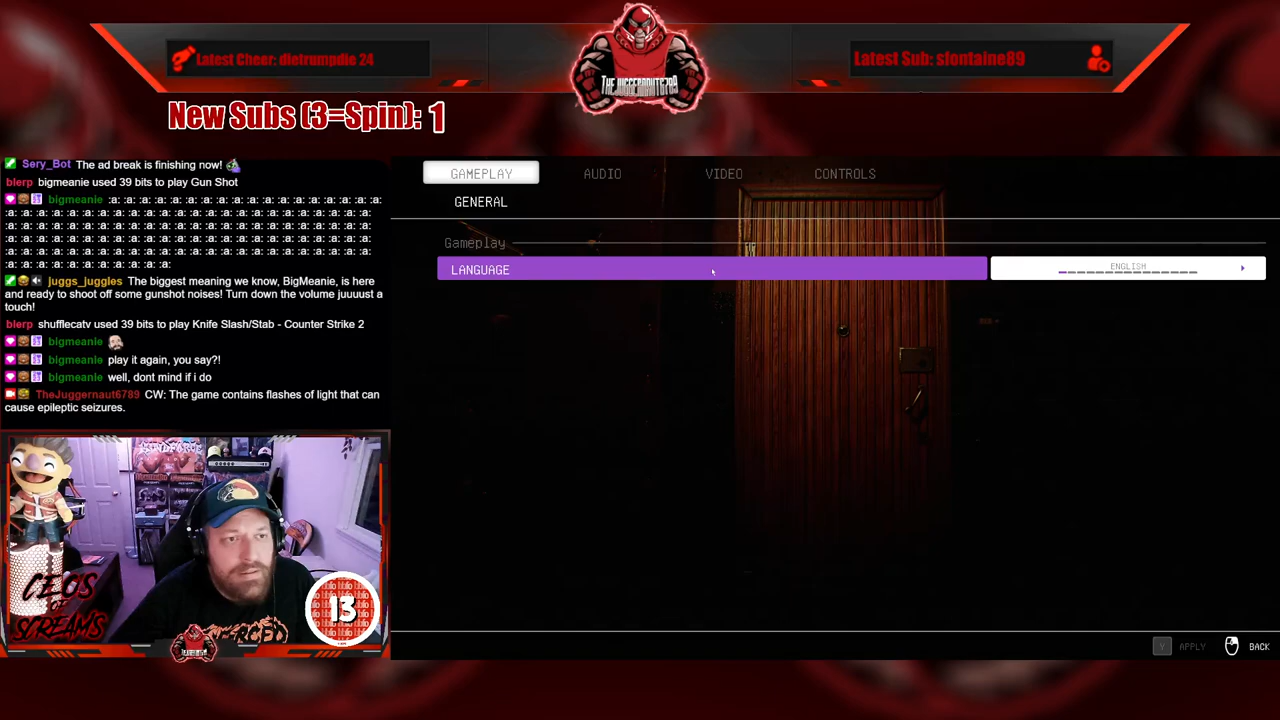 Latest Cheer: dietrumpdie 24
THEJUGGERNAUT6789
Latest Sub: sfontaine89
New Subs (3=Spin): 1
Sery_Bot The ad break is finishing now!
blerp bigmeanie used 39 bits to play Gun Shot
bigmeanie :a: :a: :a: :a: :a: :a: :a: :a: :a: :a: :a: :a: :a: :a: :a: :a: :a:
:a: :a: :a: :a: :a: :a: :a: :a: :a: :a: :a: :a: :a: :a: :a: :a: :a: :a: :a: :a: :a: :a: :a:
:a: :a: :a: :a: :a: :a: :a: :a: :a: :a: :a: :a: :a: :a: :a: :a: :a: :a: :a: :a: :a: :a: :a:
:a: :a: :a: :a: :a: :a: :a: :a: :a: :a: :a: :a: :a: :a: :a: :a: :a: :a: :a: :a: :a: :a: :a:
:a: :a: :a: :a: :a: :a: :a: :a: :a: :a:
juggs_juggles The biggest meaning we know, BigMeanie, is here
and ready to shoot off some gunshot noises! Turn down the volume juuuust a
touch!
blerp shufflecatv used 39 bits to play Knife Slash/Stab - Counter Strike 2
bigmeanie
bigmeanie play it again, you say?!
bigmeanie well, dont mind if i do
TheJuggernaut6789 CW: The game contains flashes of light that can
cause epileptic seizures.
GAMEPLAY AUDIO VIDEO CONTROLS
GENERAL
Gameplay
LANGUAGE ENGLISH
Y APPLY BACK
CEO'S
OF
SCREAMS
13